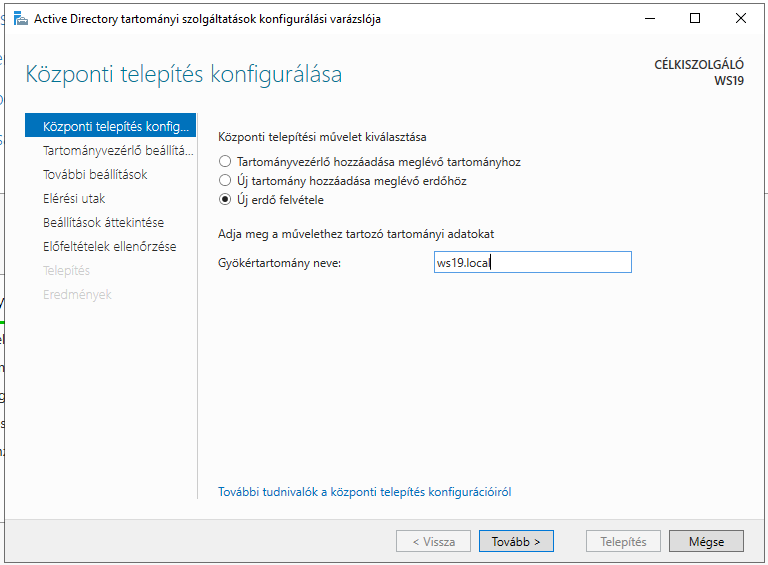 Active Directory tartományi szolgáltatások konfigurálási varázslója
Központi telepítés konfigurálása
CÉLKISZOLGÁLÓ
WS19
Központi telepítés konfig...
Tartományvezérlő beállítá...
További beállítások
Elérési utak
Beállítások áttekintése
Előfeltételek ellenőrzése
Telepítés
Eredmények
Központi telepítési művelet kiválasztása
Tartományvezérlő hozzáadása meglévő tartományhoz
Új tartomány hozzáadása meglévő erdőhöz
Új erdő felvétele
Adja meg a művelethez tartozó tartományi adatokat
Gyökértartomány neve: ws19.local
További tudnivalók a központi telepítés konfigurációiról
< Vissza Tovább > Telepítés Mégse